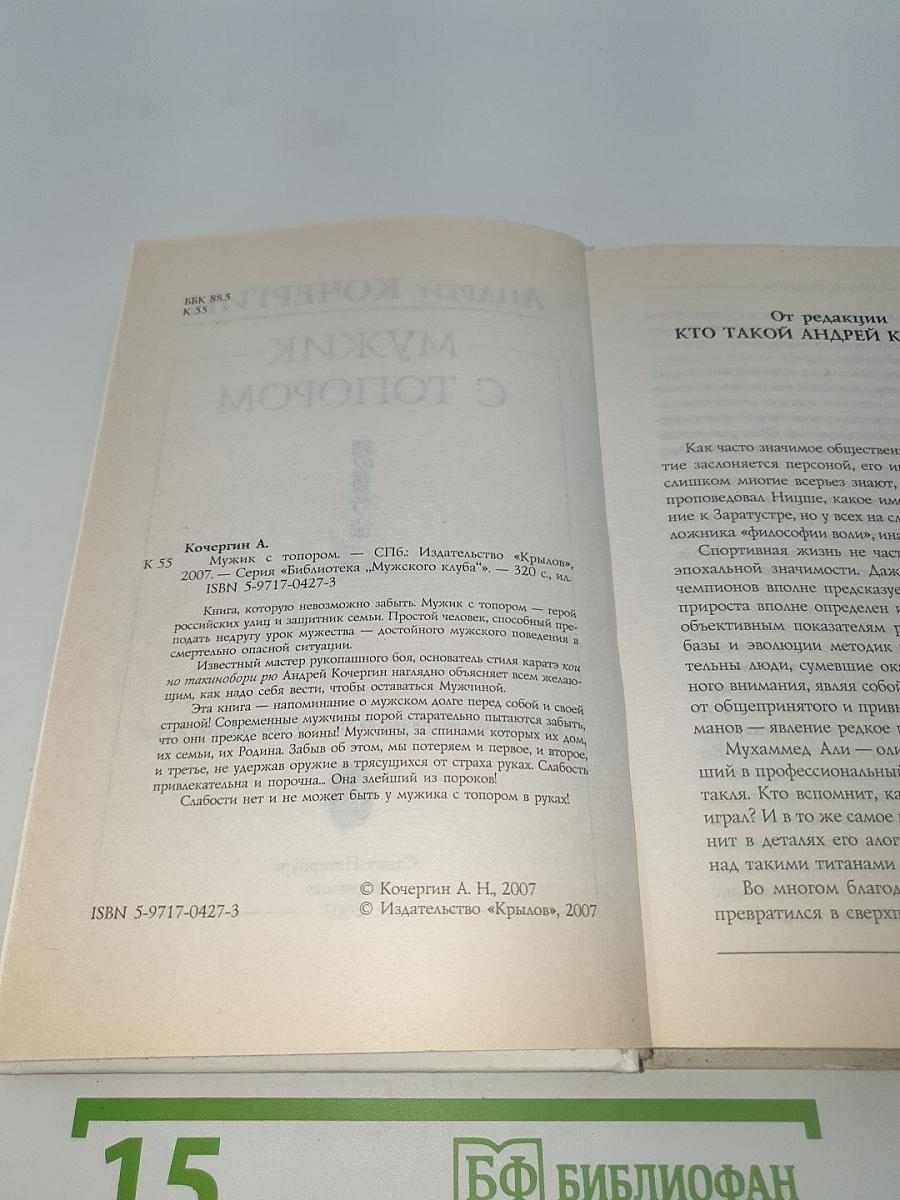 ББК 88.5
К 55
Кочергин А.
К 55 Мужик с топором. — СПб.: Издательство «Крылов»,
2007. — Серия «Библиотека „Мужского клуба“». — 320 с., ил.
ISBN 5-9717-0427-3
Книга, которую невозможно забыть. Мужик с топором — герой
российских улиц и защитник семьи. Простой человек, способный пре-
подать недругу урок мужества — достойного мужского поведения в
смертельно опасной ситуации.
Известный мастер рукопашного боя, основатель стиля каратэ кои
но такинобори рю Андрей Кочергин наглядно объясняет всем желаю-
щим, как надо себя вести, чтобы оставаться Мужчиной.
Эта книга — напоминание о мужском долге перед собой и своей
страной! Современные мужчины порой старательно пытаются забыть,
что они прежде всего воины! Мужчины, за спинами которых их дом,
их семьи, их Родина. Забыв об этом, мы потеряем и первое, и второе,
и третье, не удержав оружие в трясущихся от страха руках. Слабость
привлекательна и порочна... Она злейший из пороков!
Слабости нет и не может быть у мужика с топором в руках!
© Кочергин А. Н., 2007
ISBN 5-9717-0427-3 © Издательство «Крылов», 2007
От редакции
КТО ТАКОЙ АНДРЕЙ К
Как часто значимое обществен
тие заслоняется персоной, его и
слишком многие всерьез знают,
проповедовал Ницше, какое им
ние к Заратустре, но у всех на сл
ложника «философии воли», ина
Спортивная жизнь не част
эпохальной значимости. Даж
чемпионов вполне предсказуе
прироста вполне определен и
объективным показателям р
базы и эволюции методик
тельны люди, сумевшие ока
ного внимания, являя собой
от общепринятого и привы
манов — явление редкое
Мухаммед Али — оли
ший в профессиональный
такля. Кто вспомнит, ка
играл? И в то же самое
нит в деталях его алог
над такими титанами
Во многом благод
превратился в сверхп
15
БФ БИБЛИОФАН